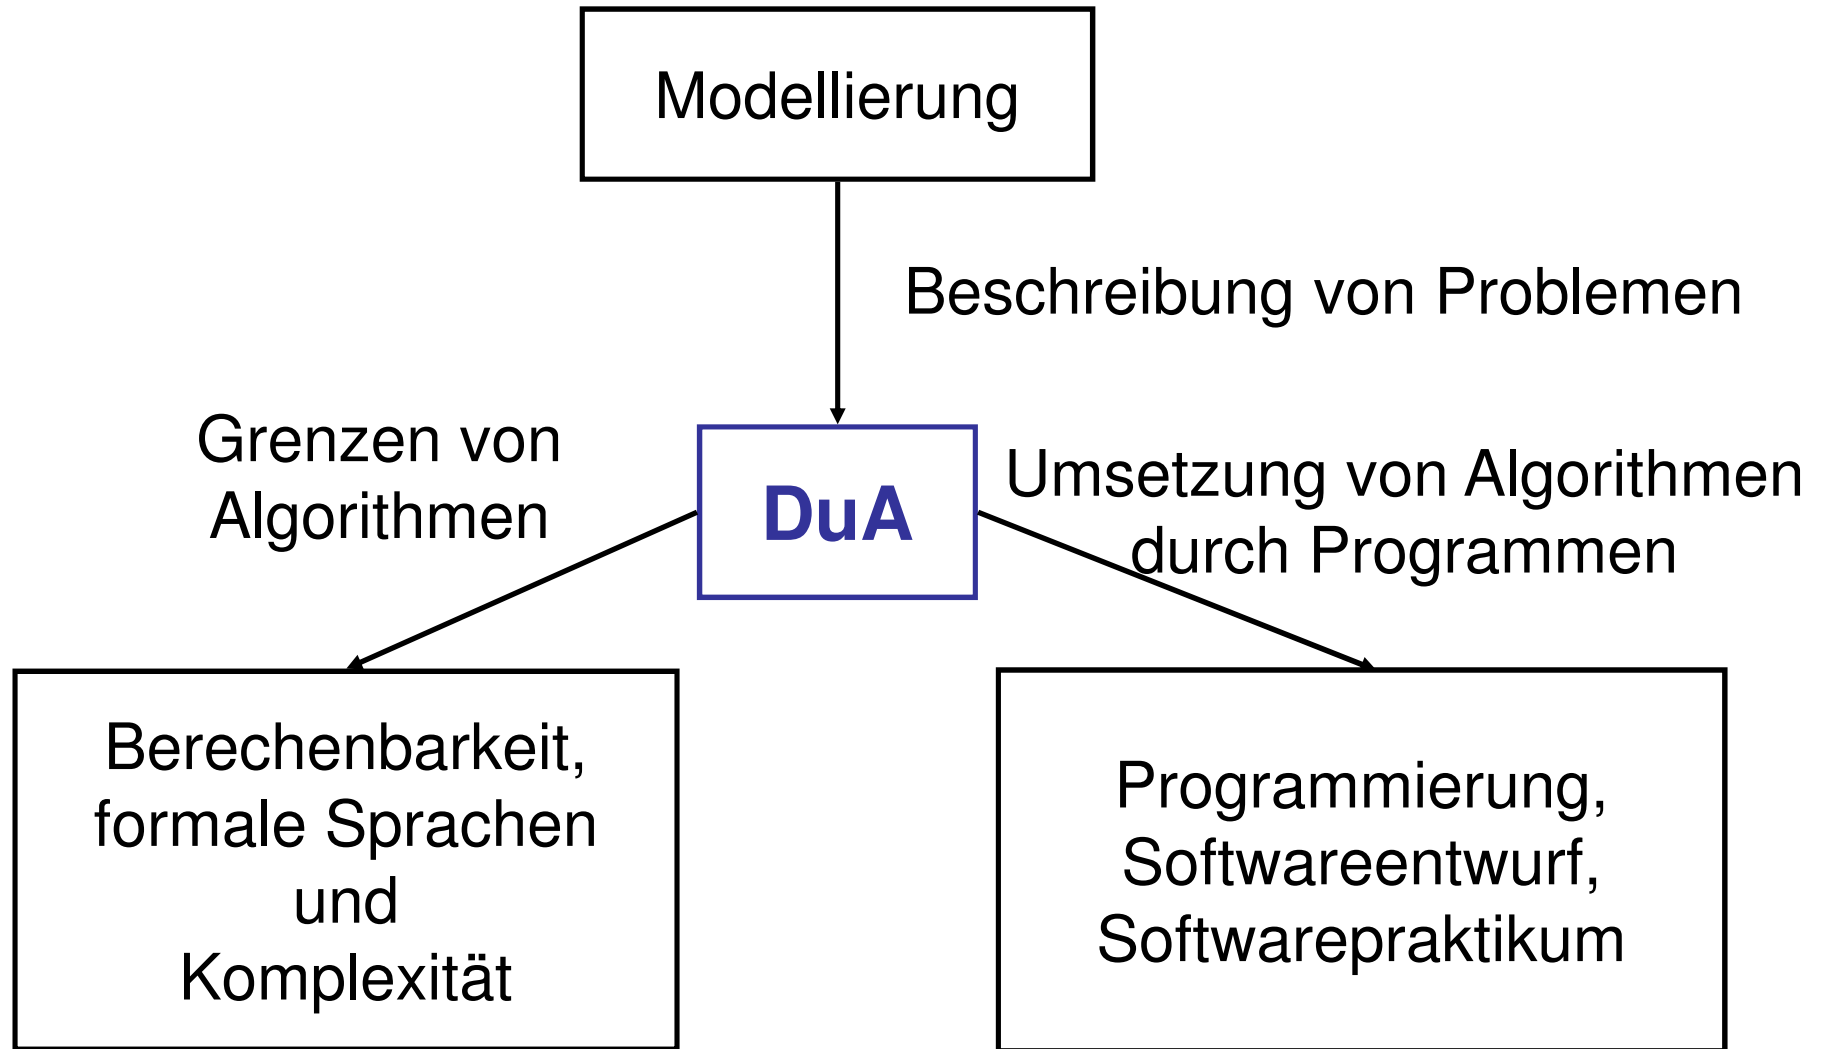 Modellierung
Beschreibung von Problemen
Grenzen von
Algorithmen
DuA
Umsetzung von Algorithmen
durch Programmen
Berechenbarkeit,
formale Sprachen
und
Komplexität
Programmierung,
Softwareentwurf,
Softwarepraktikum